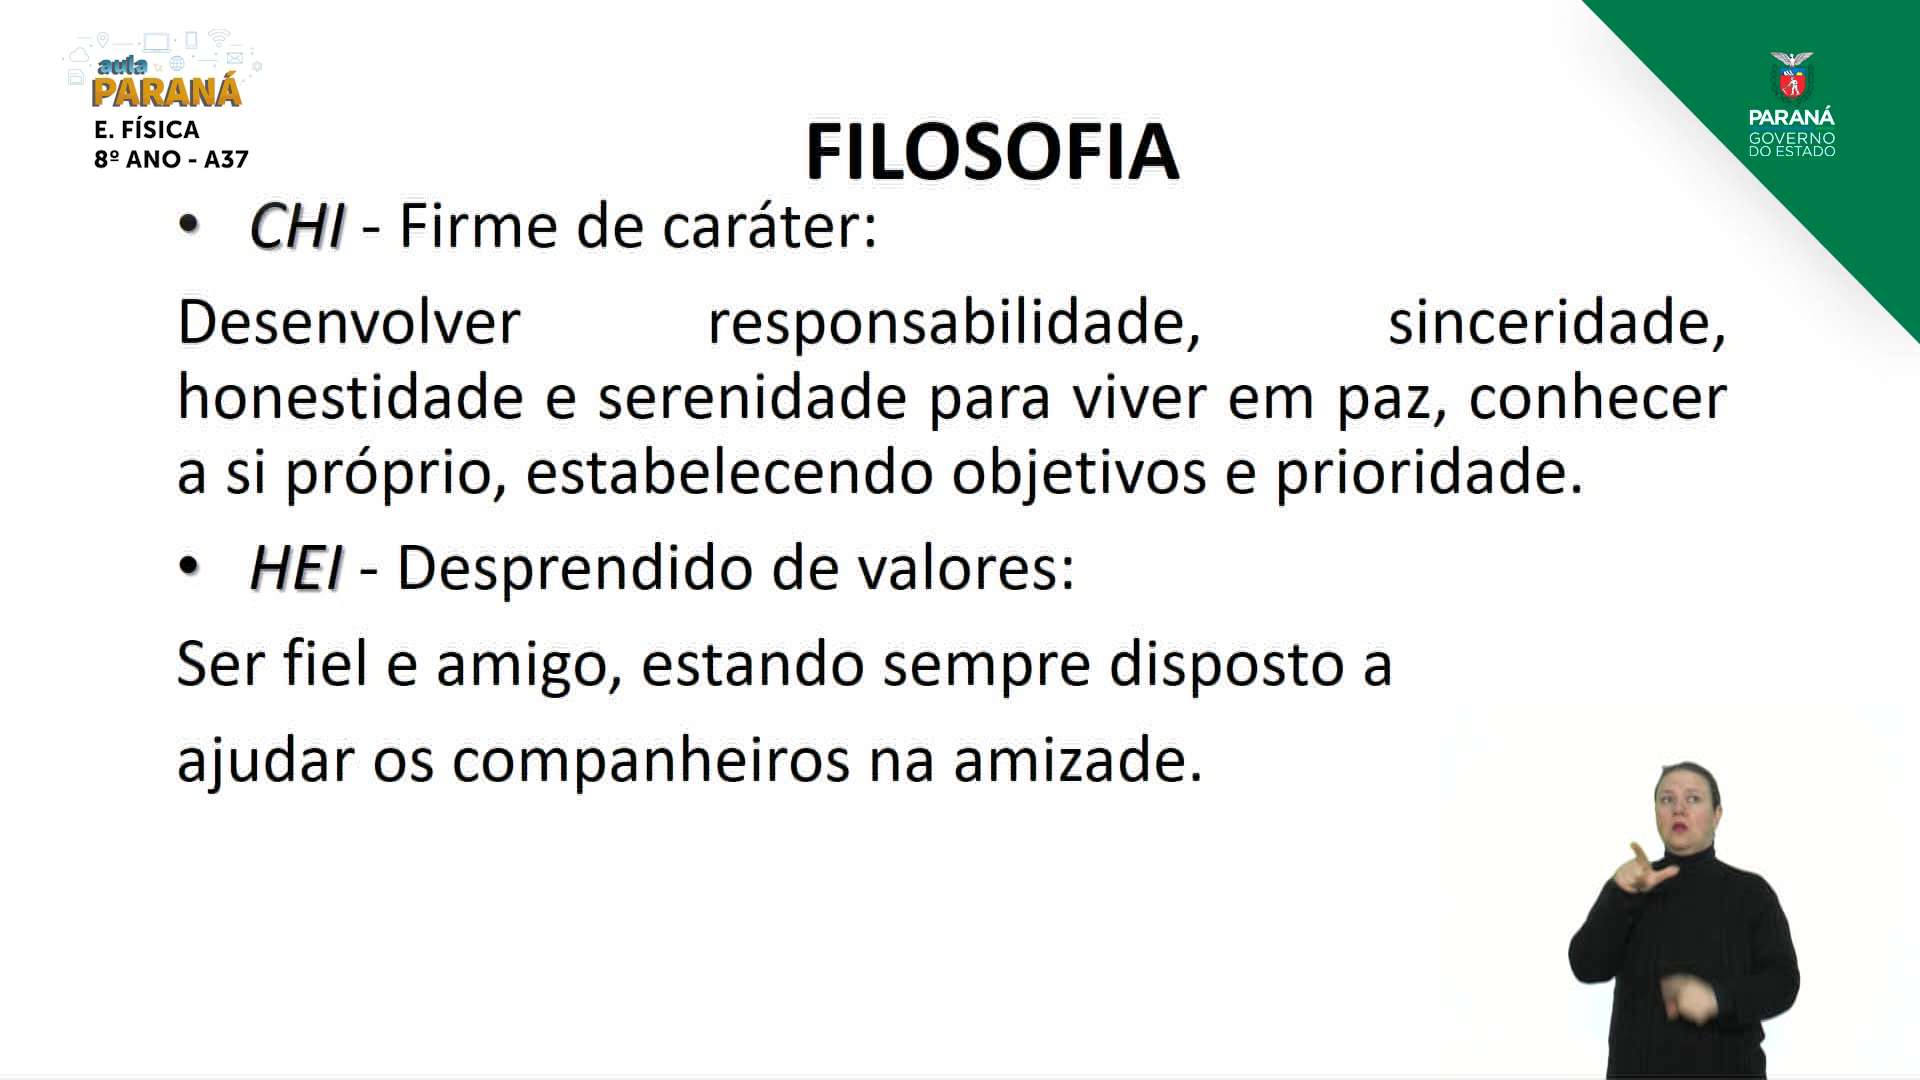 aula
PARANÁ
E. FÍSICA
8º ANO - A37
PARANÁ
GOVERNO
DO ESTADO
FILOSOFIA
• CHI - Firme de caráter:
Desenvolver responsabilidade, sinceridade,
honestidade e serenidade para viver em paz, conhecer
a si próprio, estabelecendo objetivos e prioridade.
• HEI - Desprendido de valores:
Ser fiel e amigo, estando sempre disposto a
ajudar os companheiros na amizade.